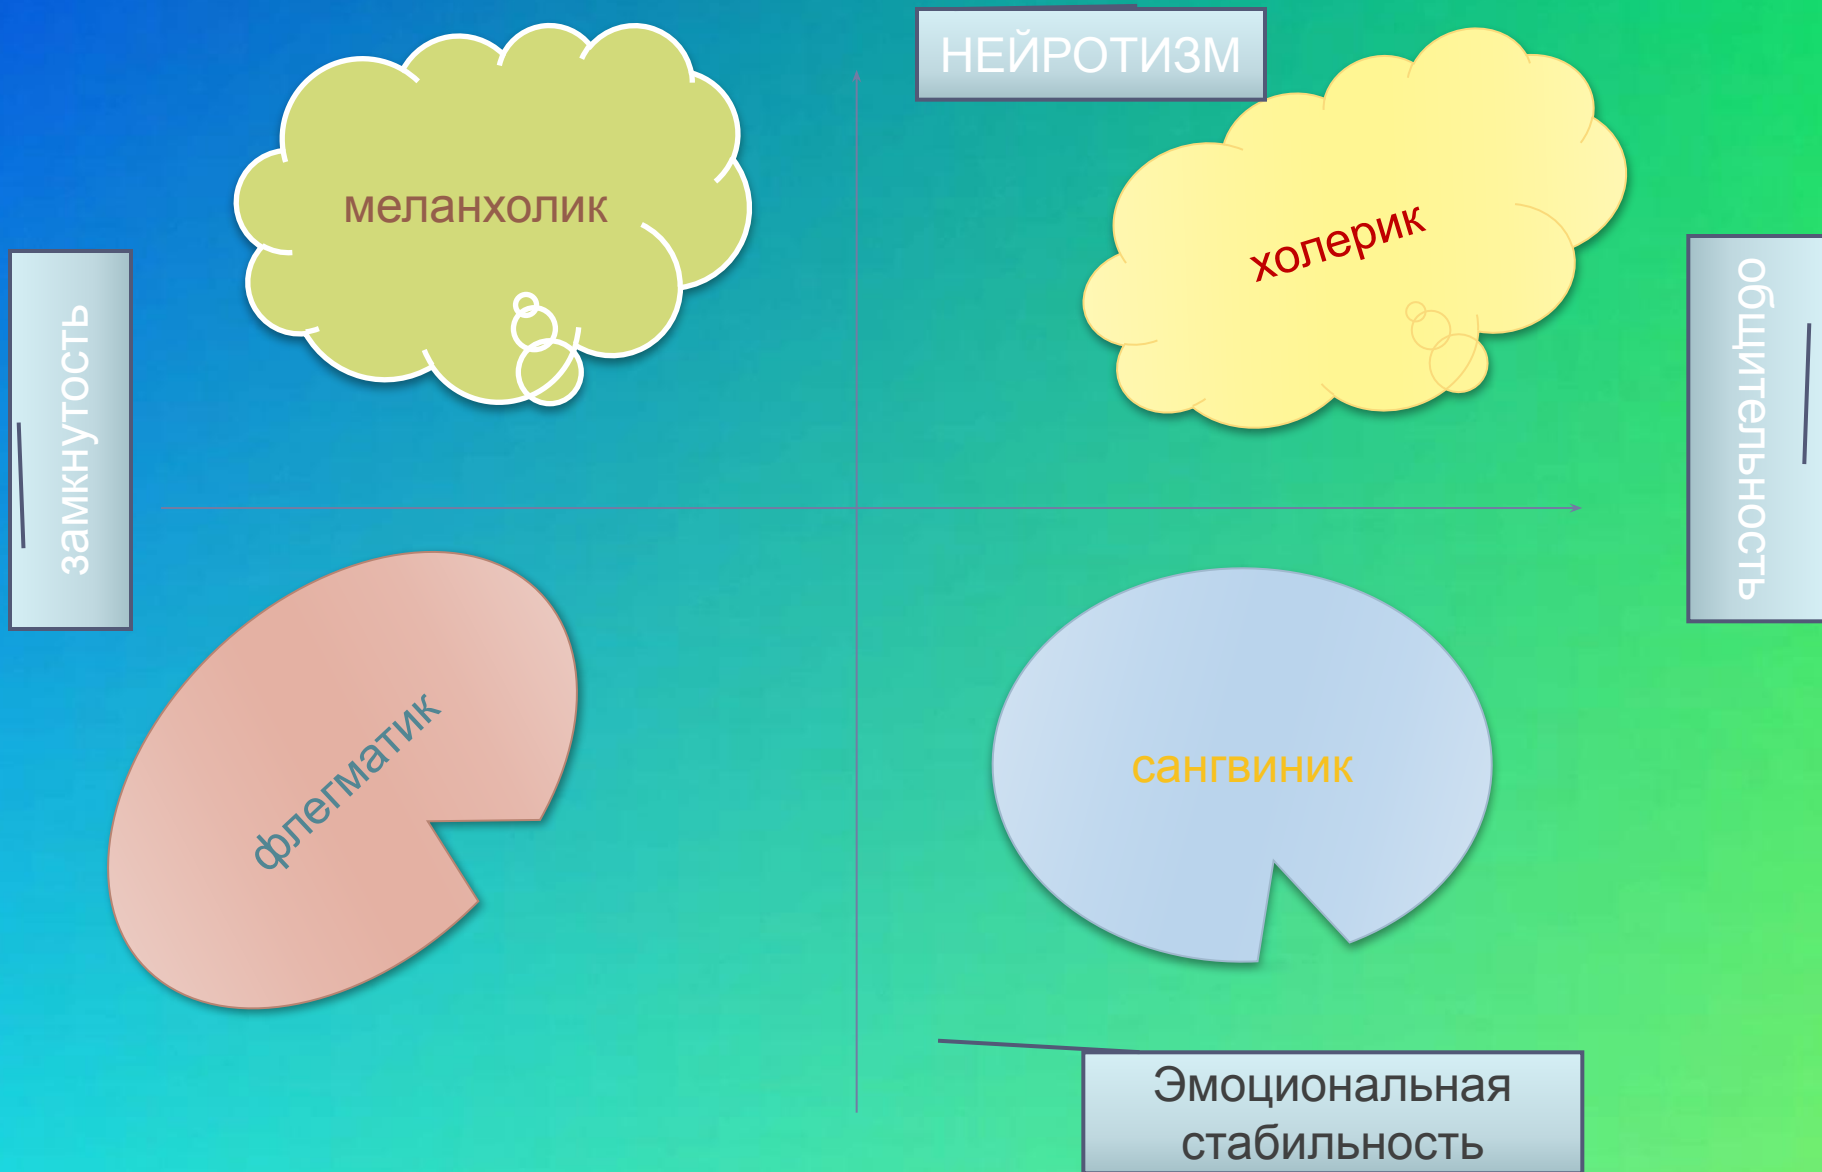 НЕЙРОТИЗМ
меланхолик
холерик
замкнутость
общительность
флегматик
сангвиник
Эмоциональная
стабильность